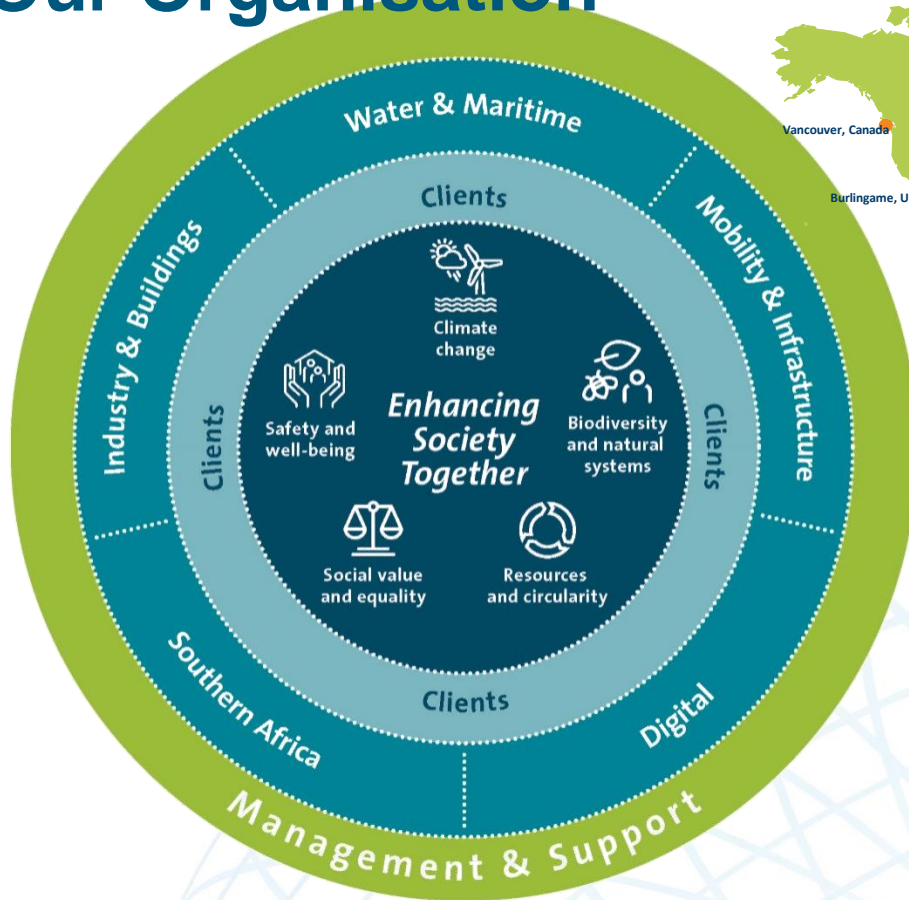 Our Organisation
Vancouver, Canada
Burlingame, U
Water & Maritime
Industry & Buildings
Mobility & Infrastructure
Clients
Climate
change
Safety and
well-being
Enhancing
Society
Together
Biodiversity
and natural
systems
Clients
Clients
Social value
and equality
Resources
and circularity
Clients
Southern Africa
Digital
Management & Support